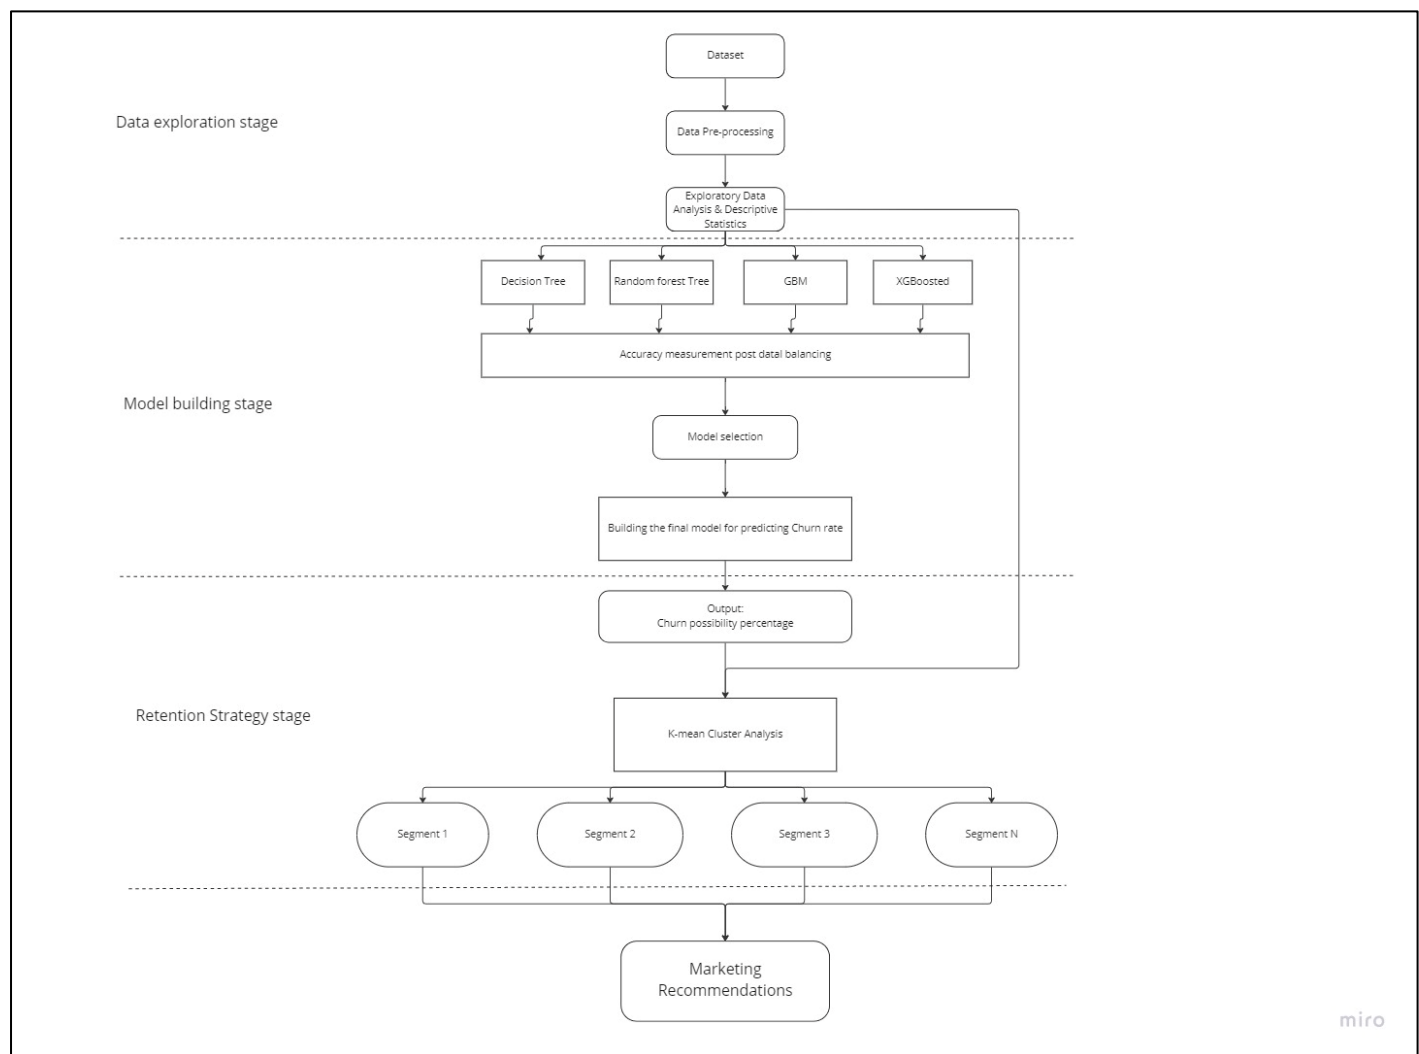 Dataset
Data exploration stage
Data Pre-processing
Exploratory Data
Analysis & Descriptive
Statistics
Decision Tree
Random forest Tree
GBM
XGBoosted
Accuracy measurement post datal balancing
Model building stage
Model selection
Building the final model for predicting Churn rate
Output:
Churn possibility percentage
Retention Strategy stage
K-mean Cluster Analysis
Segment 1
Segment 2
Segment 3
Segment N
Marketing
Recommendations
miro